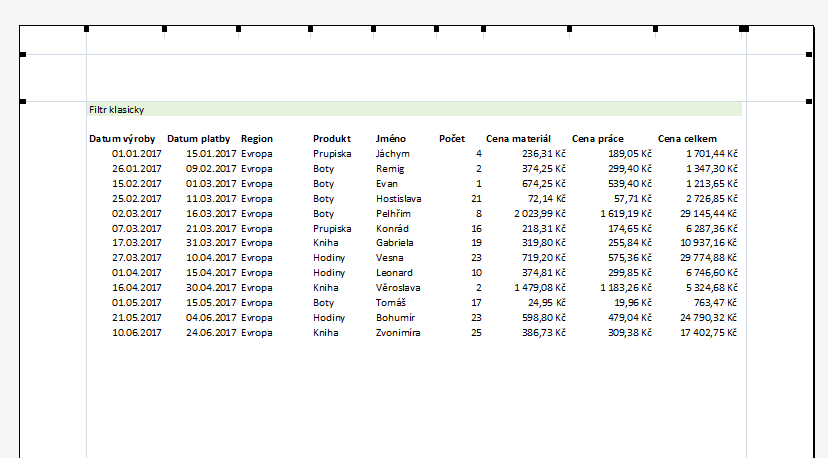 Filtr klasicky
Datum výroby Datum platby Region Produkt Jméno Počet Cena materiál Cena práce Cena celkem
01.01.2017 15.01.2017 Evropa Prupiska Jáchym 4 236,31 Kč 189,05 Kč 1 701,44 Kč
26.01.2017 09.02.2017 Evropa Boty Remig 2 374,25 Kč 299,40 Kč 1 347,30 Kč
15.02.2017 01.03.2017 Evropa Boty Evan 1 674,25 Kč 539,40 Kč 1 213,65 Kč
25.02.2017 11.03.2017 Evropa Boty Hostislava 21 72,14 Kč 57,71 Kč 2 726,85 Kč
02.03.2017 16.03.2017 Evropa Boty Pelhřim 8 2 023,99 Kč 1 619,19 Kč 29 145,44 Kč
07.03.2017 21.03.2017 Evropa Prupiska Konrád 16 218,31 Kč 174,65 Kč 6 287,36 Kč
17.03.2017 31.03.2017 Evropa Kniha Gabriela 19 319,80 Kč 255,84 Kč 10 937,16 Kč
27.03.2017 10.04.2017 Evropa Hodiny Vesna 23 719,20 Kč 575,36 Kč 29 774,88 Kč
01.04.2017 15.04.2017 Evropa Hodiny Leonard 10 374,81 Kč 299,85 Kč 6 746,60 Kč
16.04.2017 30.04.2017 Evropa Kniha Věroslava 2 1 479,08 Kč 1 183,26 Kč 5 324,68 Kč
01.05.2017 15.05.2017 Evropa Boty Tomáš 17 24,95 Kč 19,96 Kč 763,47 Kč
21.05.2017 04.06.2017 Evropa Hodiny Bohumír 23 598,80 Kč 479,04 Kč 24 790,32 Kč
10.06.2017 24.06.2017 Evropa Kniha Zvonimíra 25 386,73 Kč 309,38 Kč 17 402,75 Kč